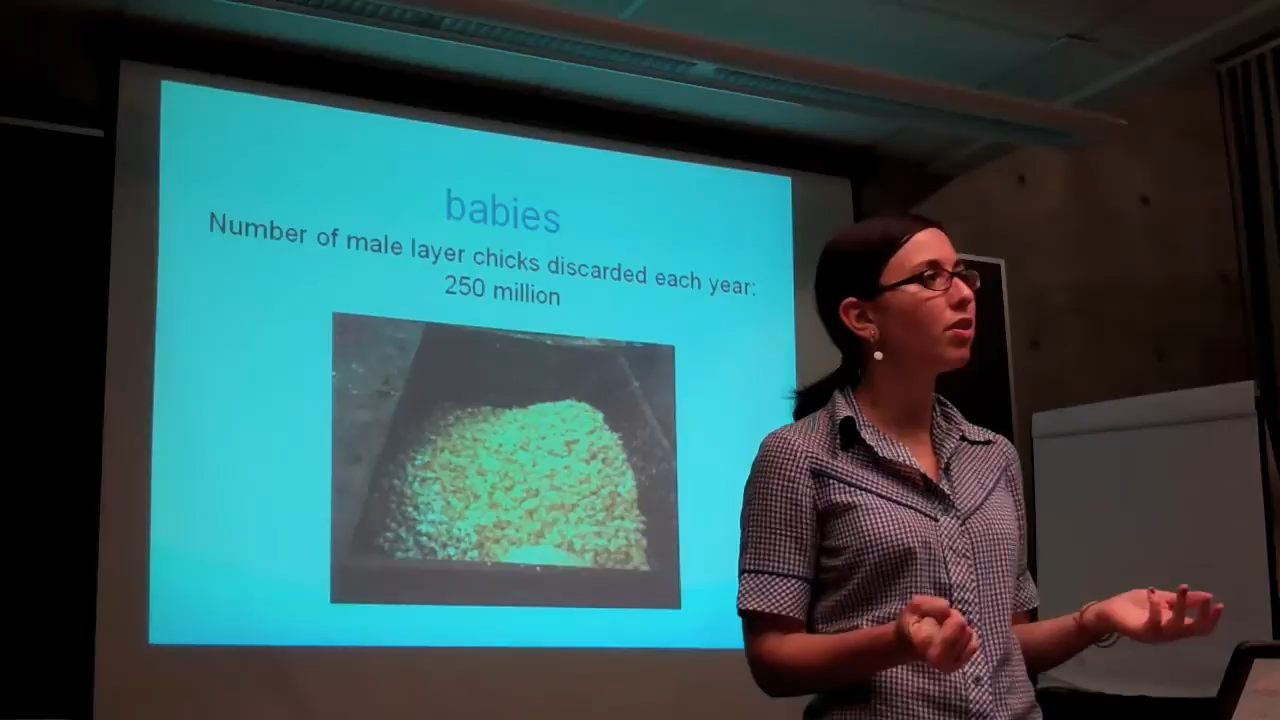 babies
Number of male layer chicks discarded each year:
250 million